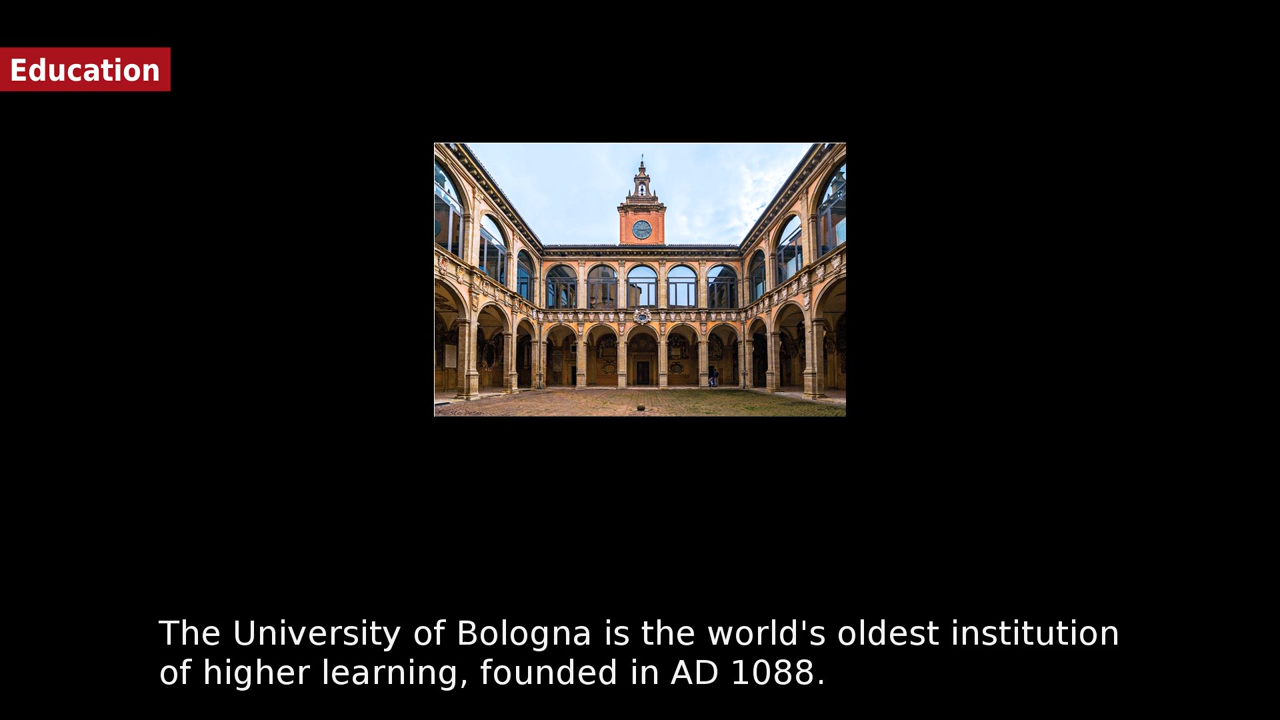 Education
The University of Bologna is the world's oldest institution
of higher learning, founded in AD 1088.